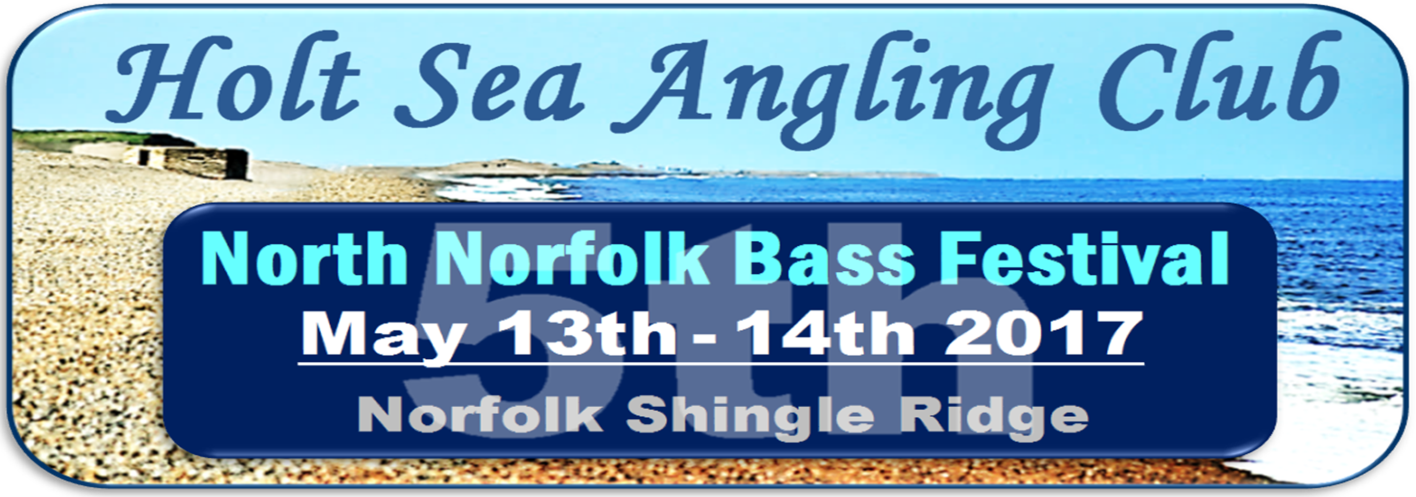 Holt Sea Angling Club
5th
North Norfolk Bass Festival
May 13th - 14th 2017
Norfolk Shingle Ridge